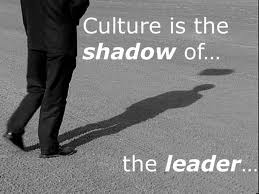 Culture is the
shadow of...
the leader...